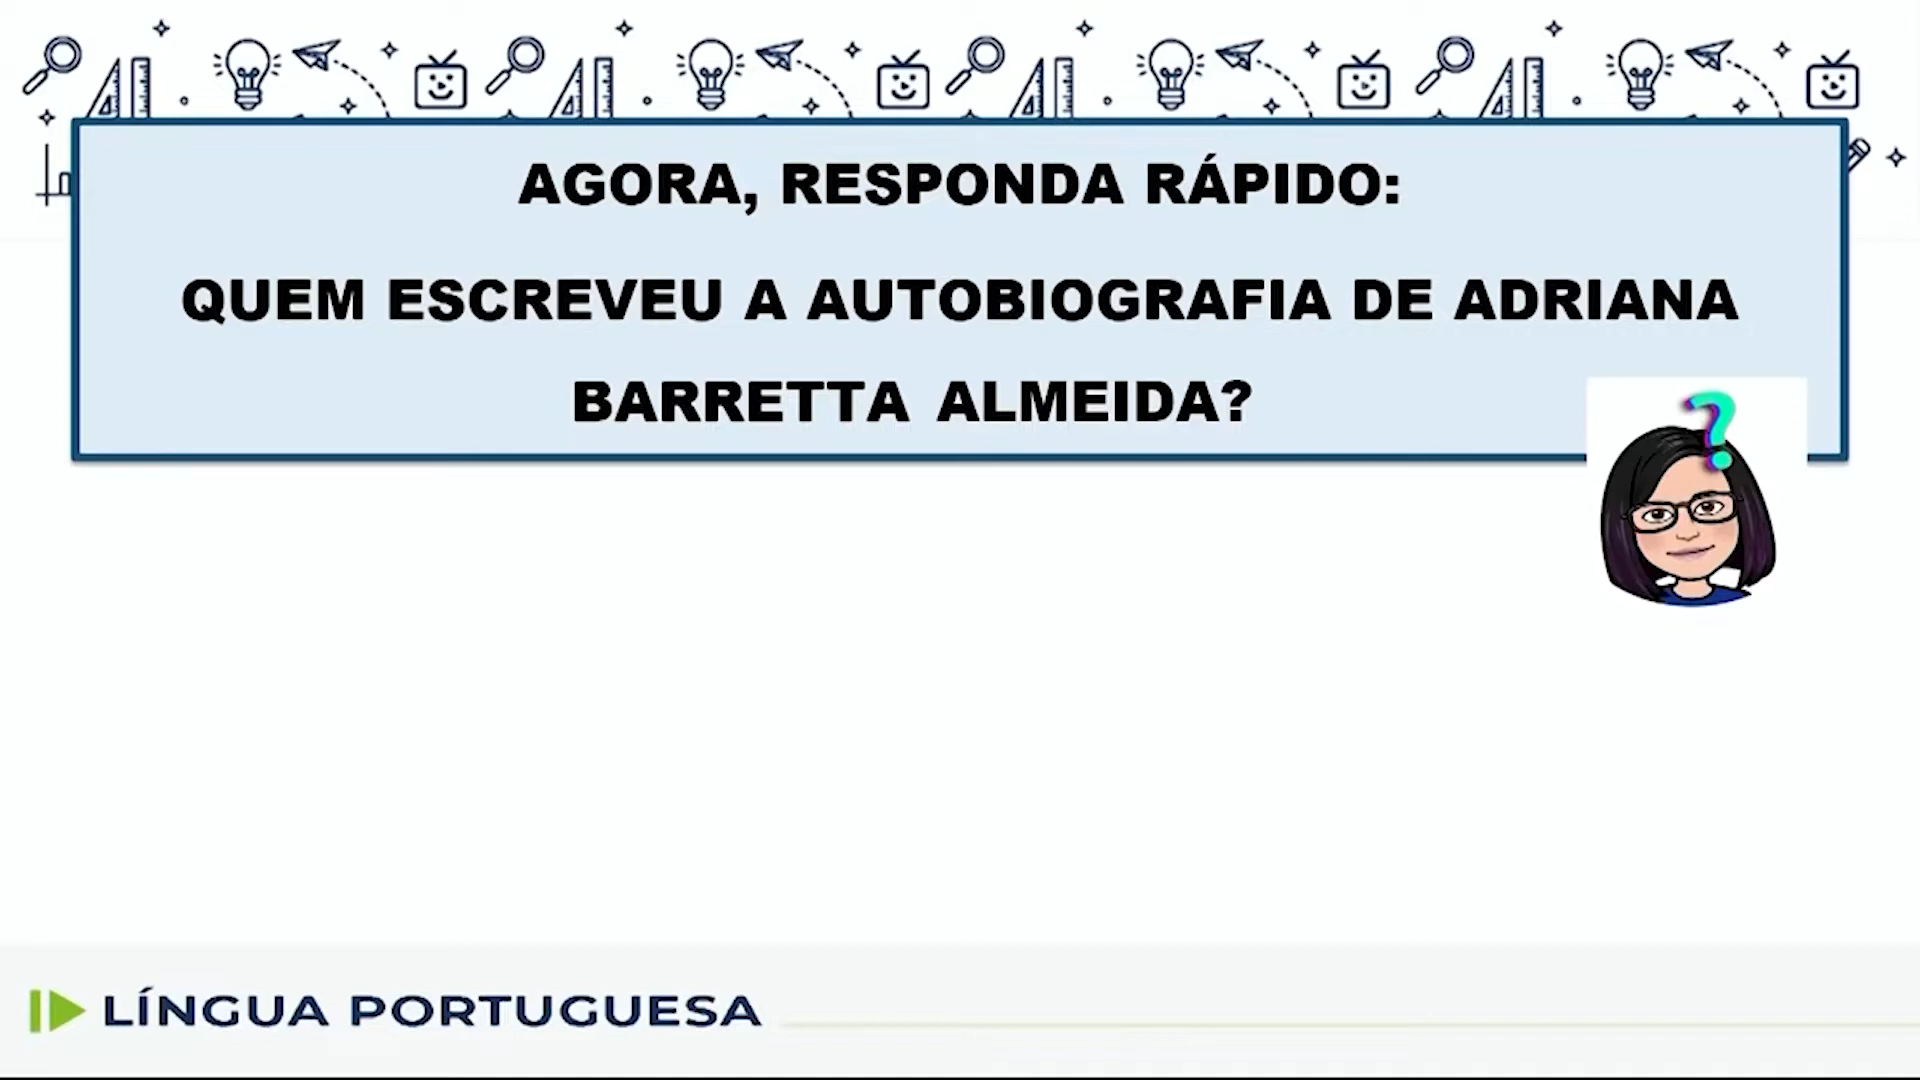 AGORA, RESPONDA RÁPIDO:
QUEM ESCREVEU A AUTOBIOGRAFIA DE ADRIANA
BARRETTA ALMEIDA?
?
LÍNGUA PORTUGUESA